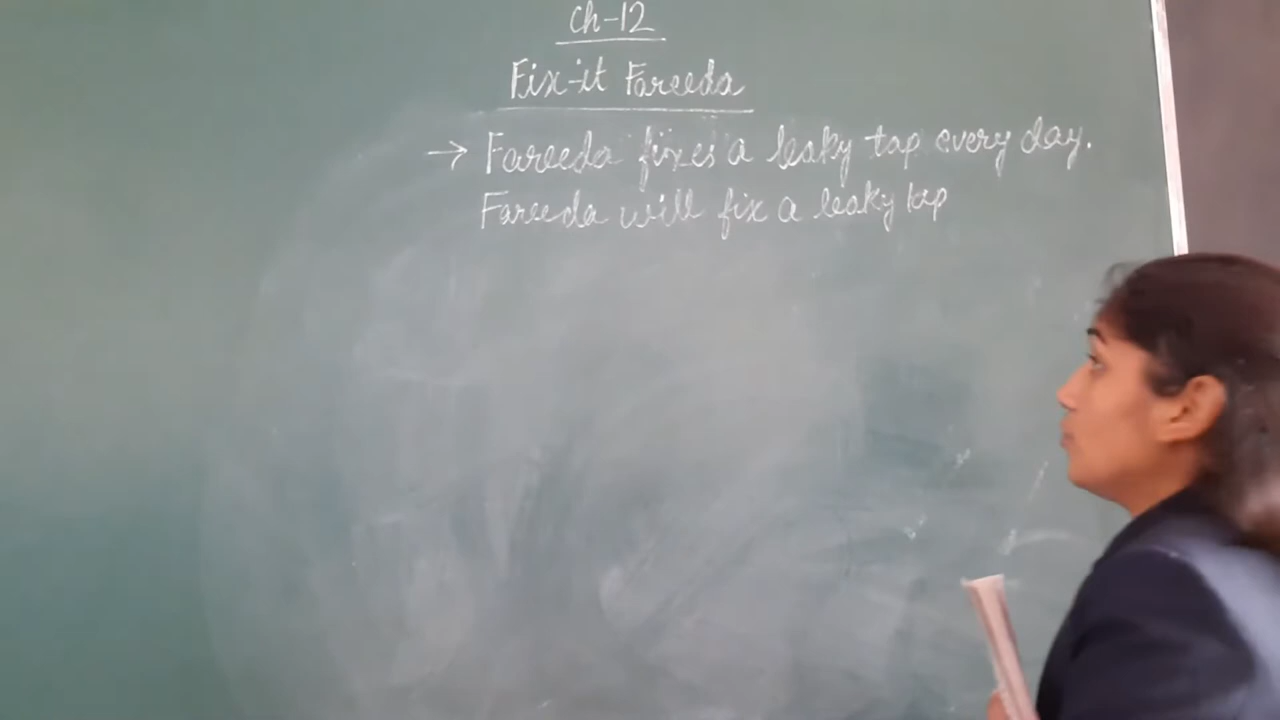 Ch-12
Fix-it Fareeda
→ Fareeda fixes a leaky tap every day.
Fareeda will fix a leaky tap